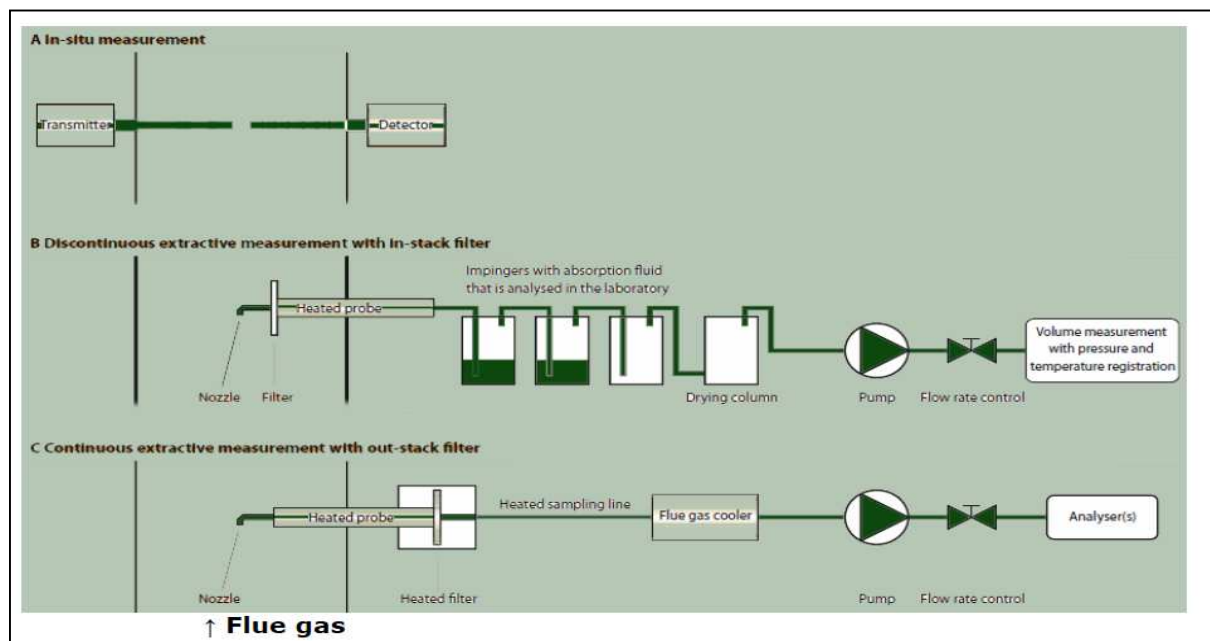 A In-situ measurement
Transmitter
Detector
B Discontinuous extractive measurement with in-stack filter
Impingers with absorption fluid
that is analysed in the laboratory
Heated probe
Volume measurement
with pressure and
temperature registration
Nozzle
Filter
Drying column
Pump
Flow rate control
C Continuous extractive measurement with out-stack filter
Heated probe
Heated sampling line
Flue gas cooler
Analyser(s)
Nozzle
Heated filter
Pump
Flow rate control
↑ Flue gas